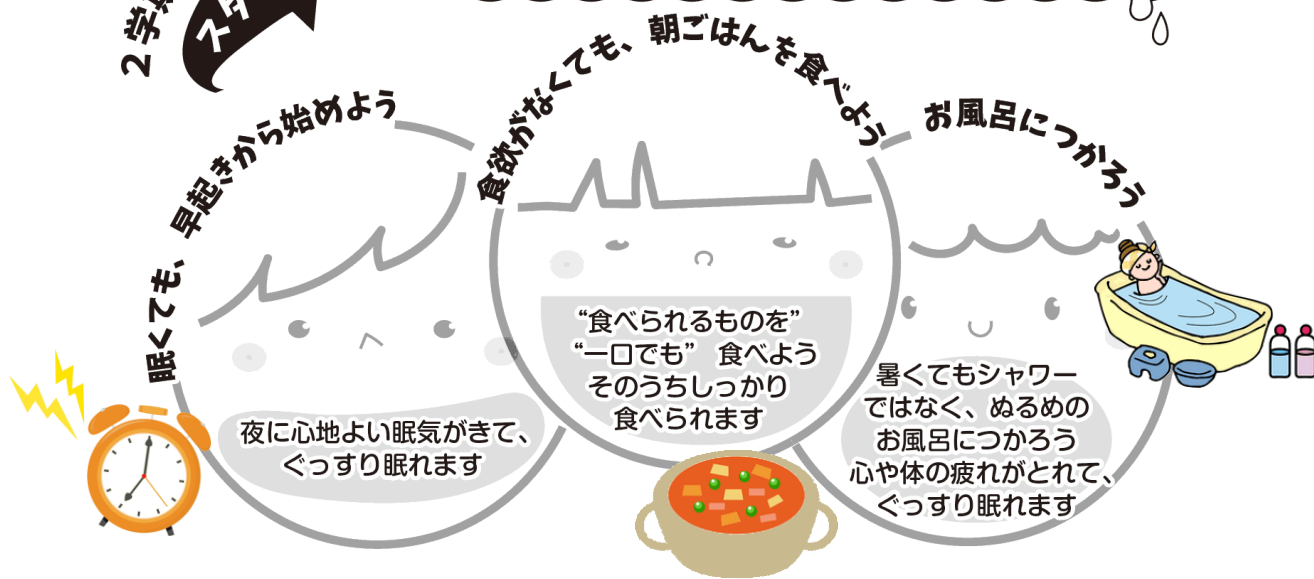 2学期
スタ
眠くても、早起きから始めよう
夜に心地よい眠気がきて、
ぐっすり眠れます
食欲がなくても、朝ごはんを食べよう
“食べられるものを”
“一口でも” 食べよう
そのうちしっかり
食べられます
お風呂につかろう
暑くてもシャワー
ではなく、ぬるめの
お風呂につかろう
心や体の疲れがとれて、
ぐっすり眠れます